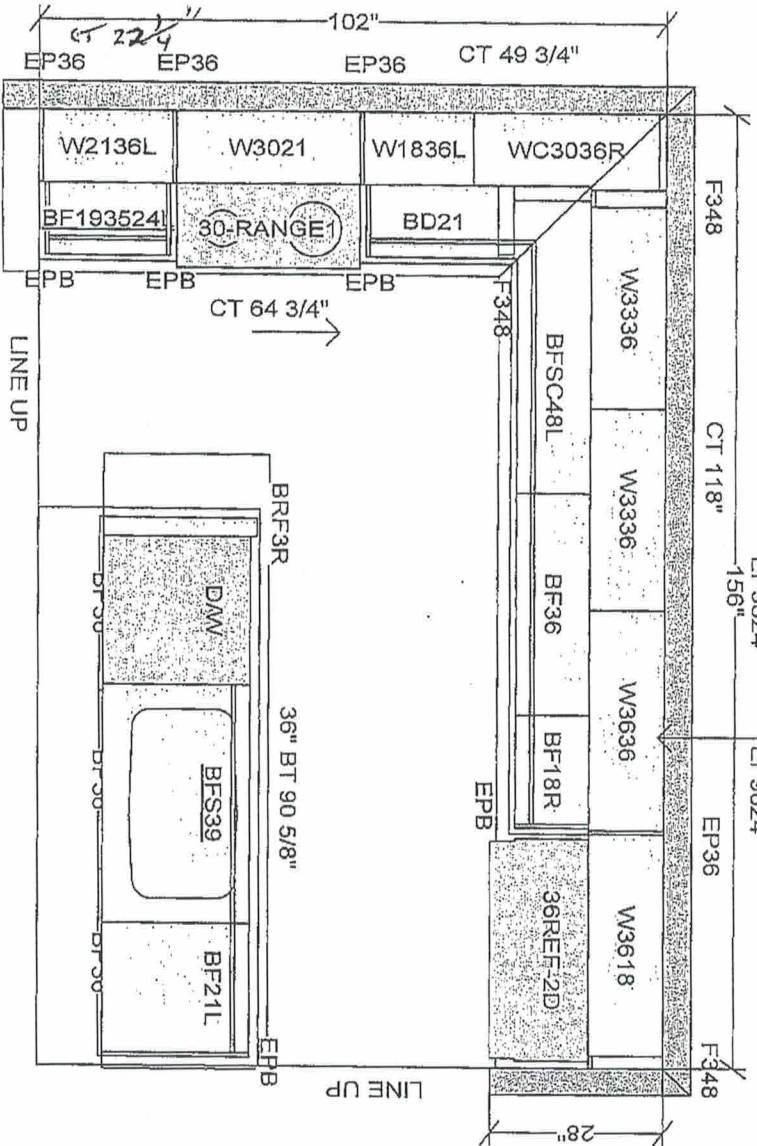 102"
CT 22 1/4"
CT 49 3/4"
EP36
EP36
EP36
W2136L
W3021
W1836L
WC3036R
BF193524L
30-RANGE1
BD21
EPB
EPB
EPB
F348
CT 64 3/4"
LINE UP
F348
W3336
BFSC48L
CT 118"
156"
W3336
BF36
W3636
BF18R
EPB
EP36
W3618
36REF-2D
F348
BRF3R
D/W
36" BT 90 5/8"
BFS39
BF21L
EPB
LINE UP
28"